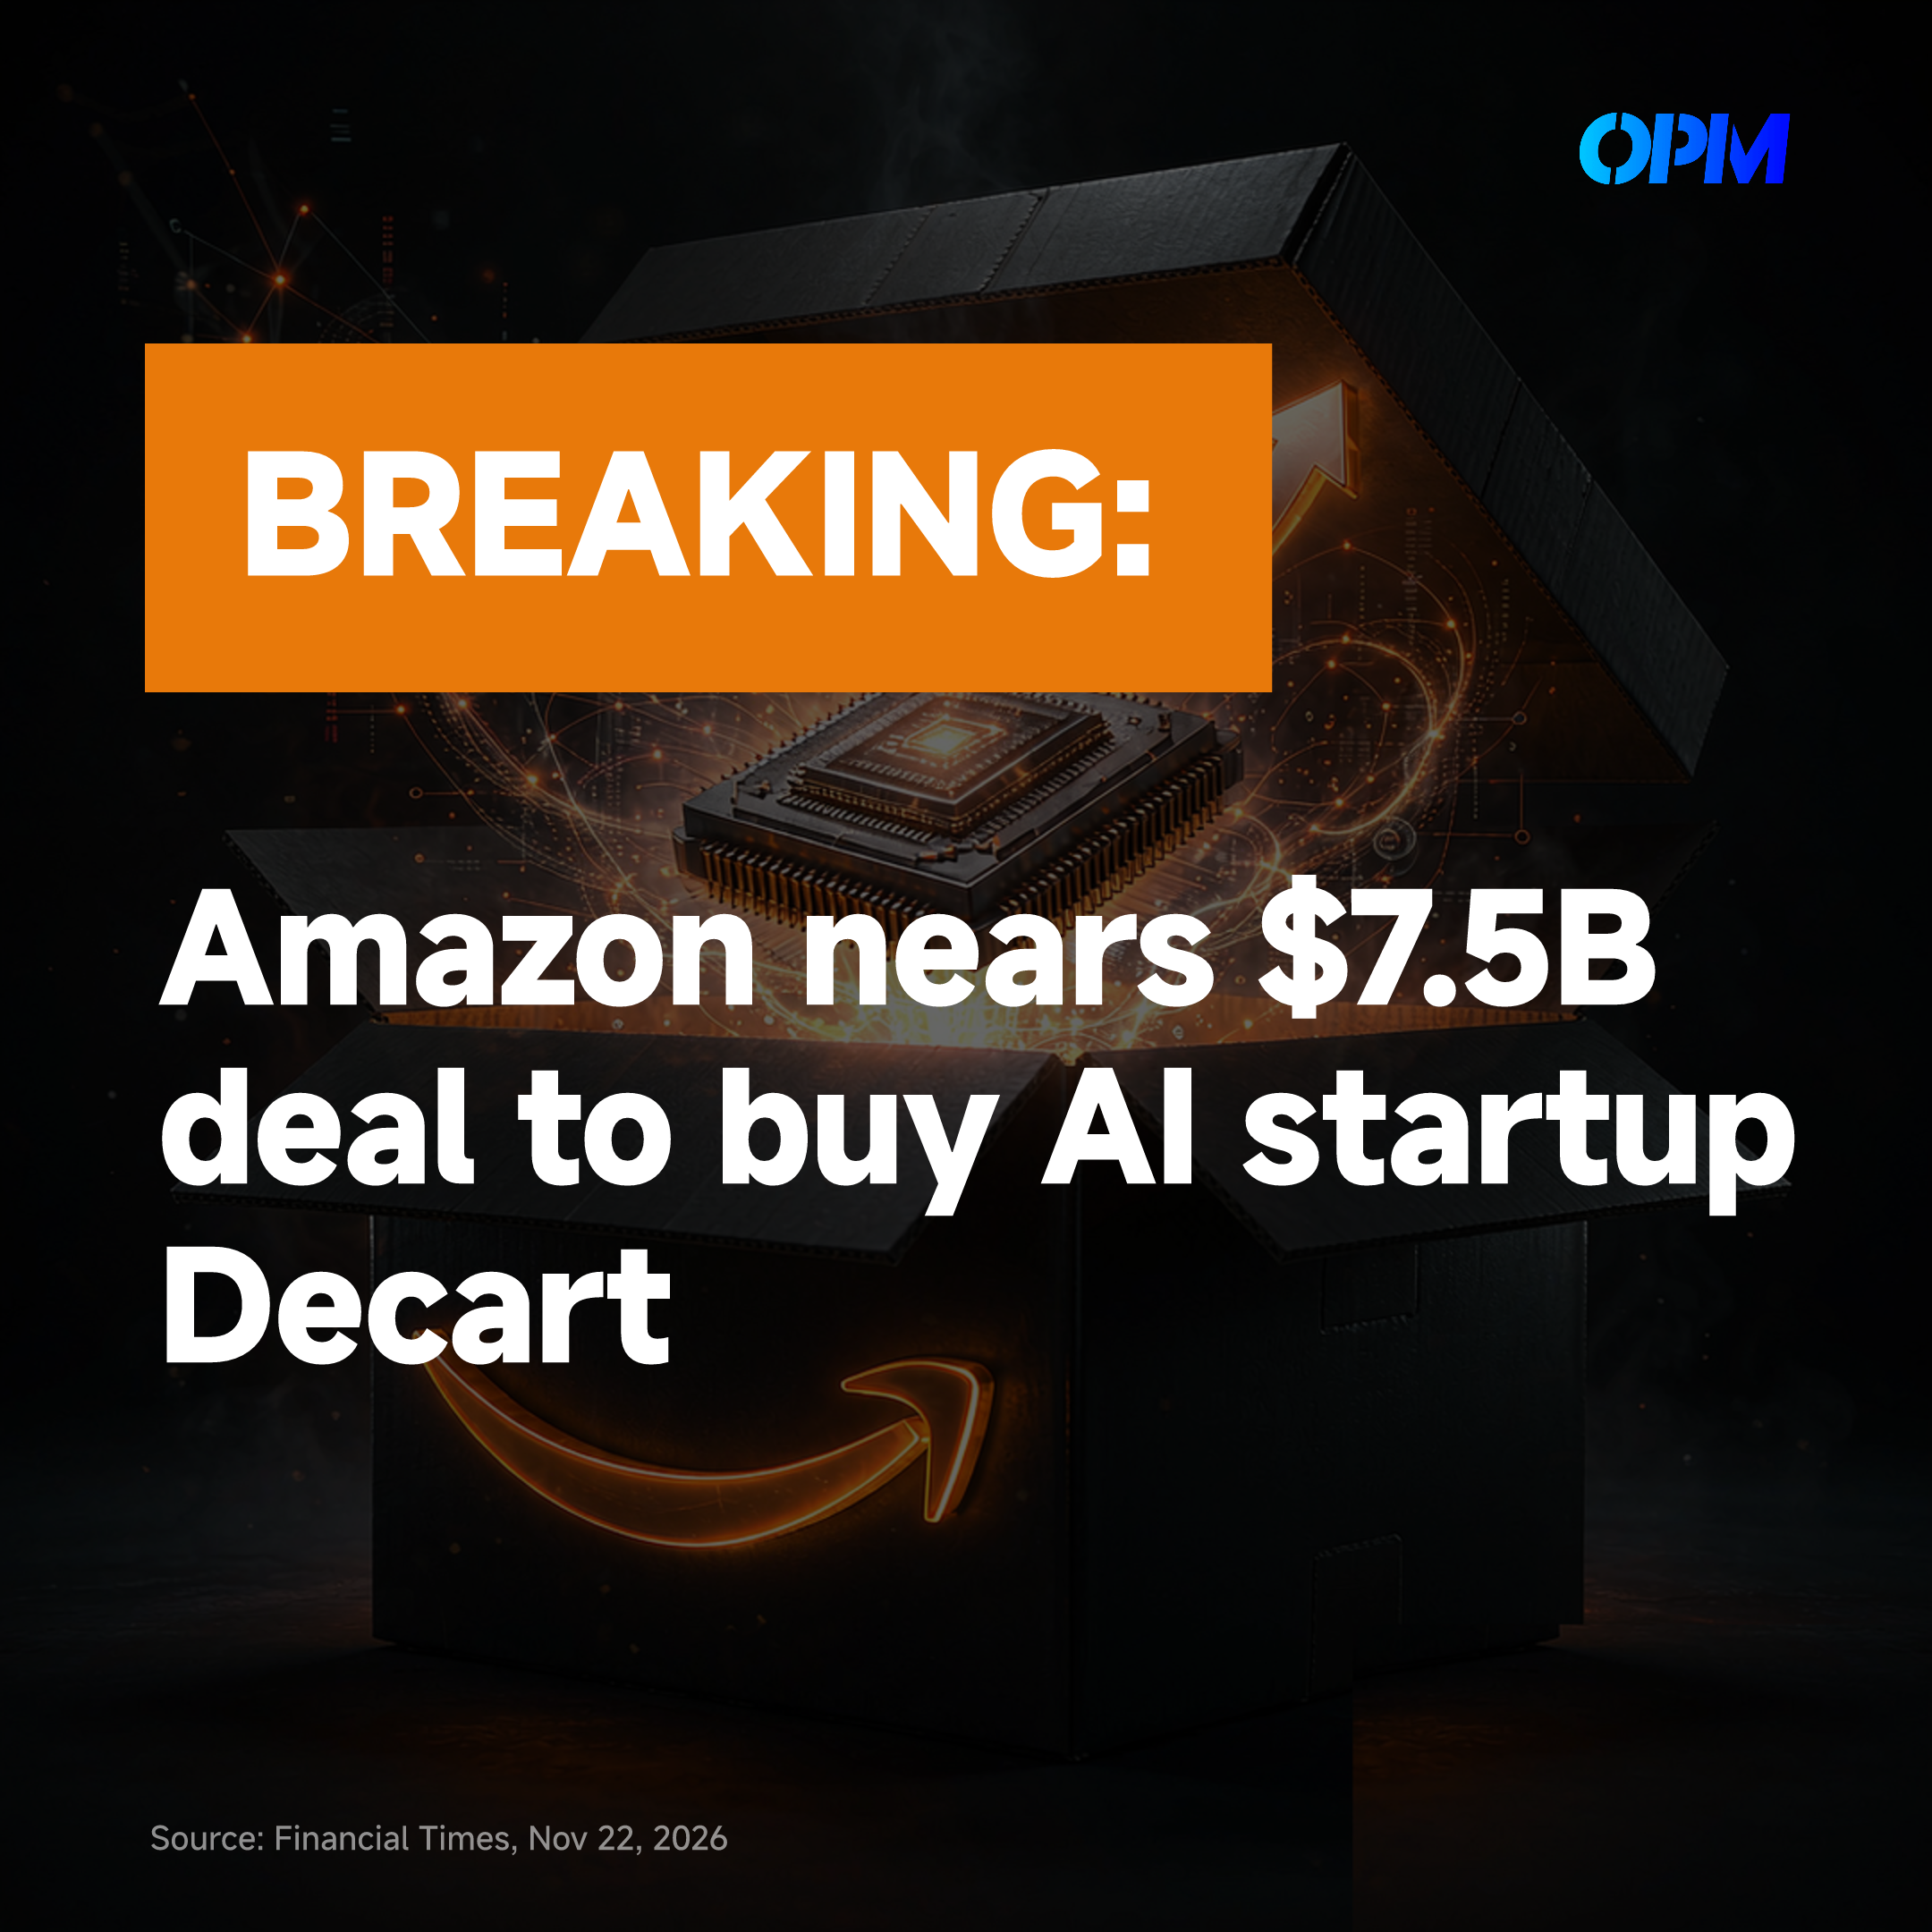 OPM
BREAKING:
Amazon nears $7.5B
deal to buy AI startup
Decart
Source: Financial Times, Nov 22, 2026